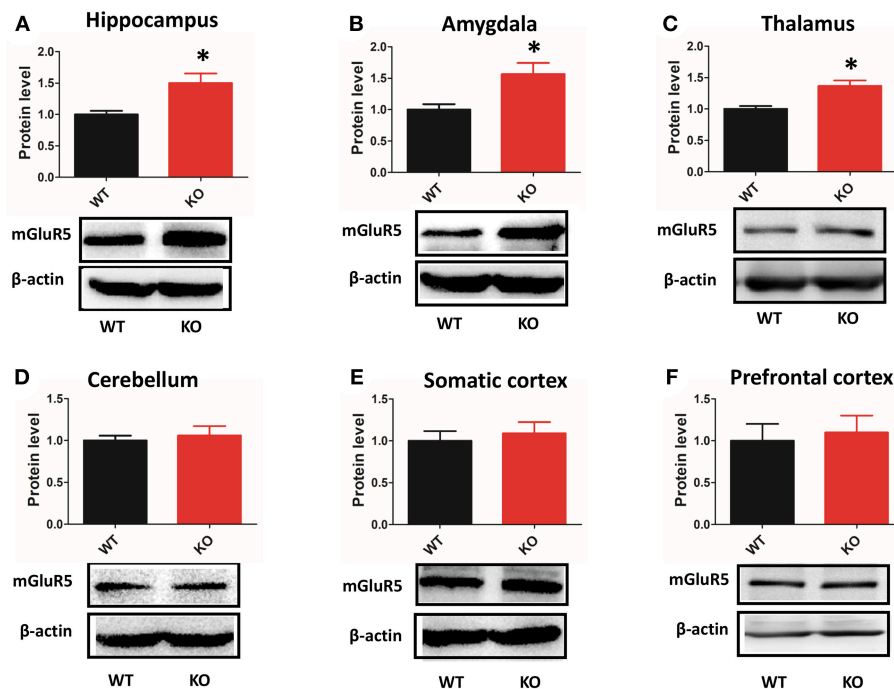 A Hippocampus
Protein level
2.0
1.5
1.0
0.5
0.0
*
WT KO
mGluR5
β-actin
WT KO
B Amygdala
Protein level
2.0
1.5
1.0
0.5
0.0
*
WT KO
mGluR5
β-actin
WT KO
C Thalamus
Protein level
2.0
1.5
1.0
0.5
0.0
*
WT KO
mGluR5
β-actin
WT KO
D Cerebellum
Protein level
1.5
1.0
0.5
0.0
WT KO
mGluR5
β-actin
WT KO
E Somatic cortex
Protein level
1.5
1.0
0.5
0.0
WT KO
mGluR5
β-actin
WT KO
F Prefrontal cortex
Protein level
1.5
1.0
0.5
0.0
WT KO
mGluR5
β-actin
WT KO